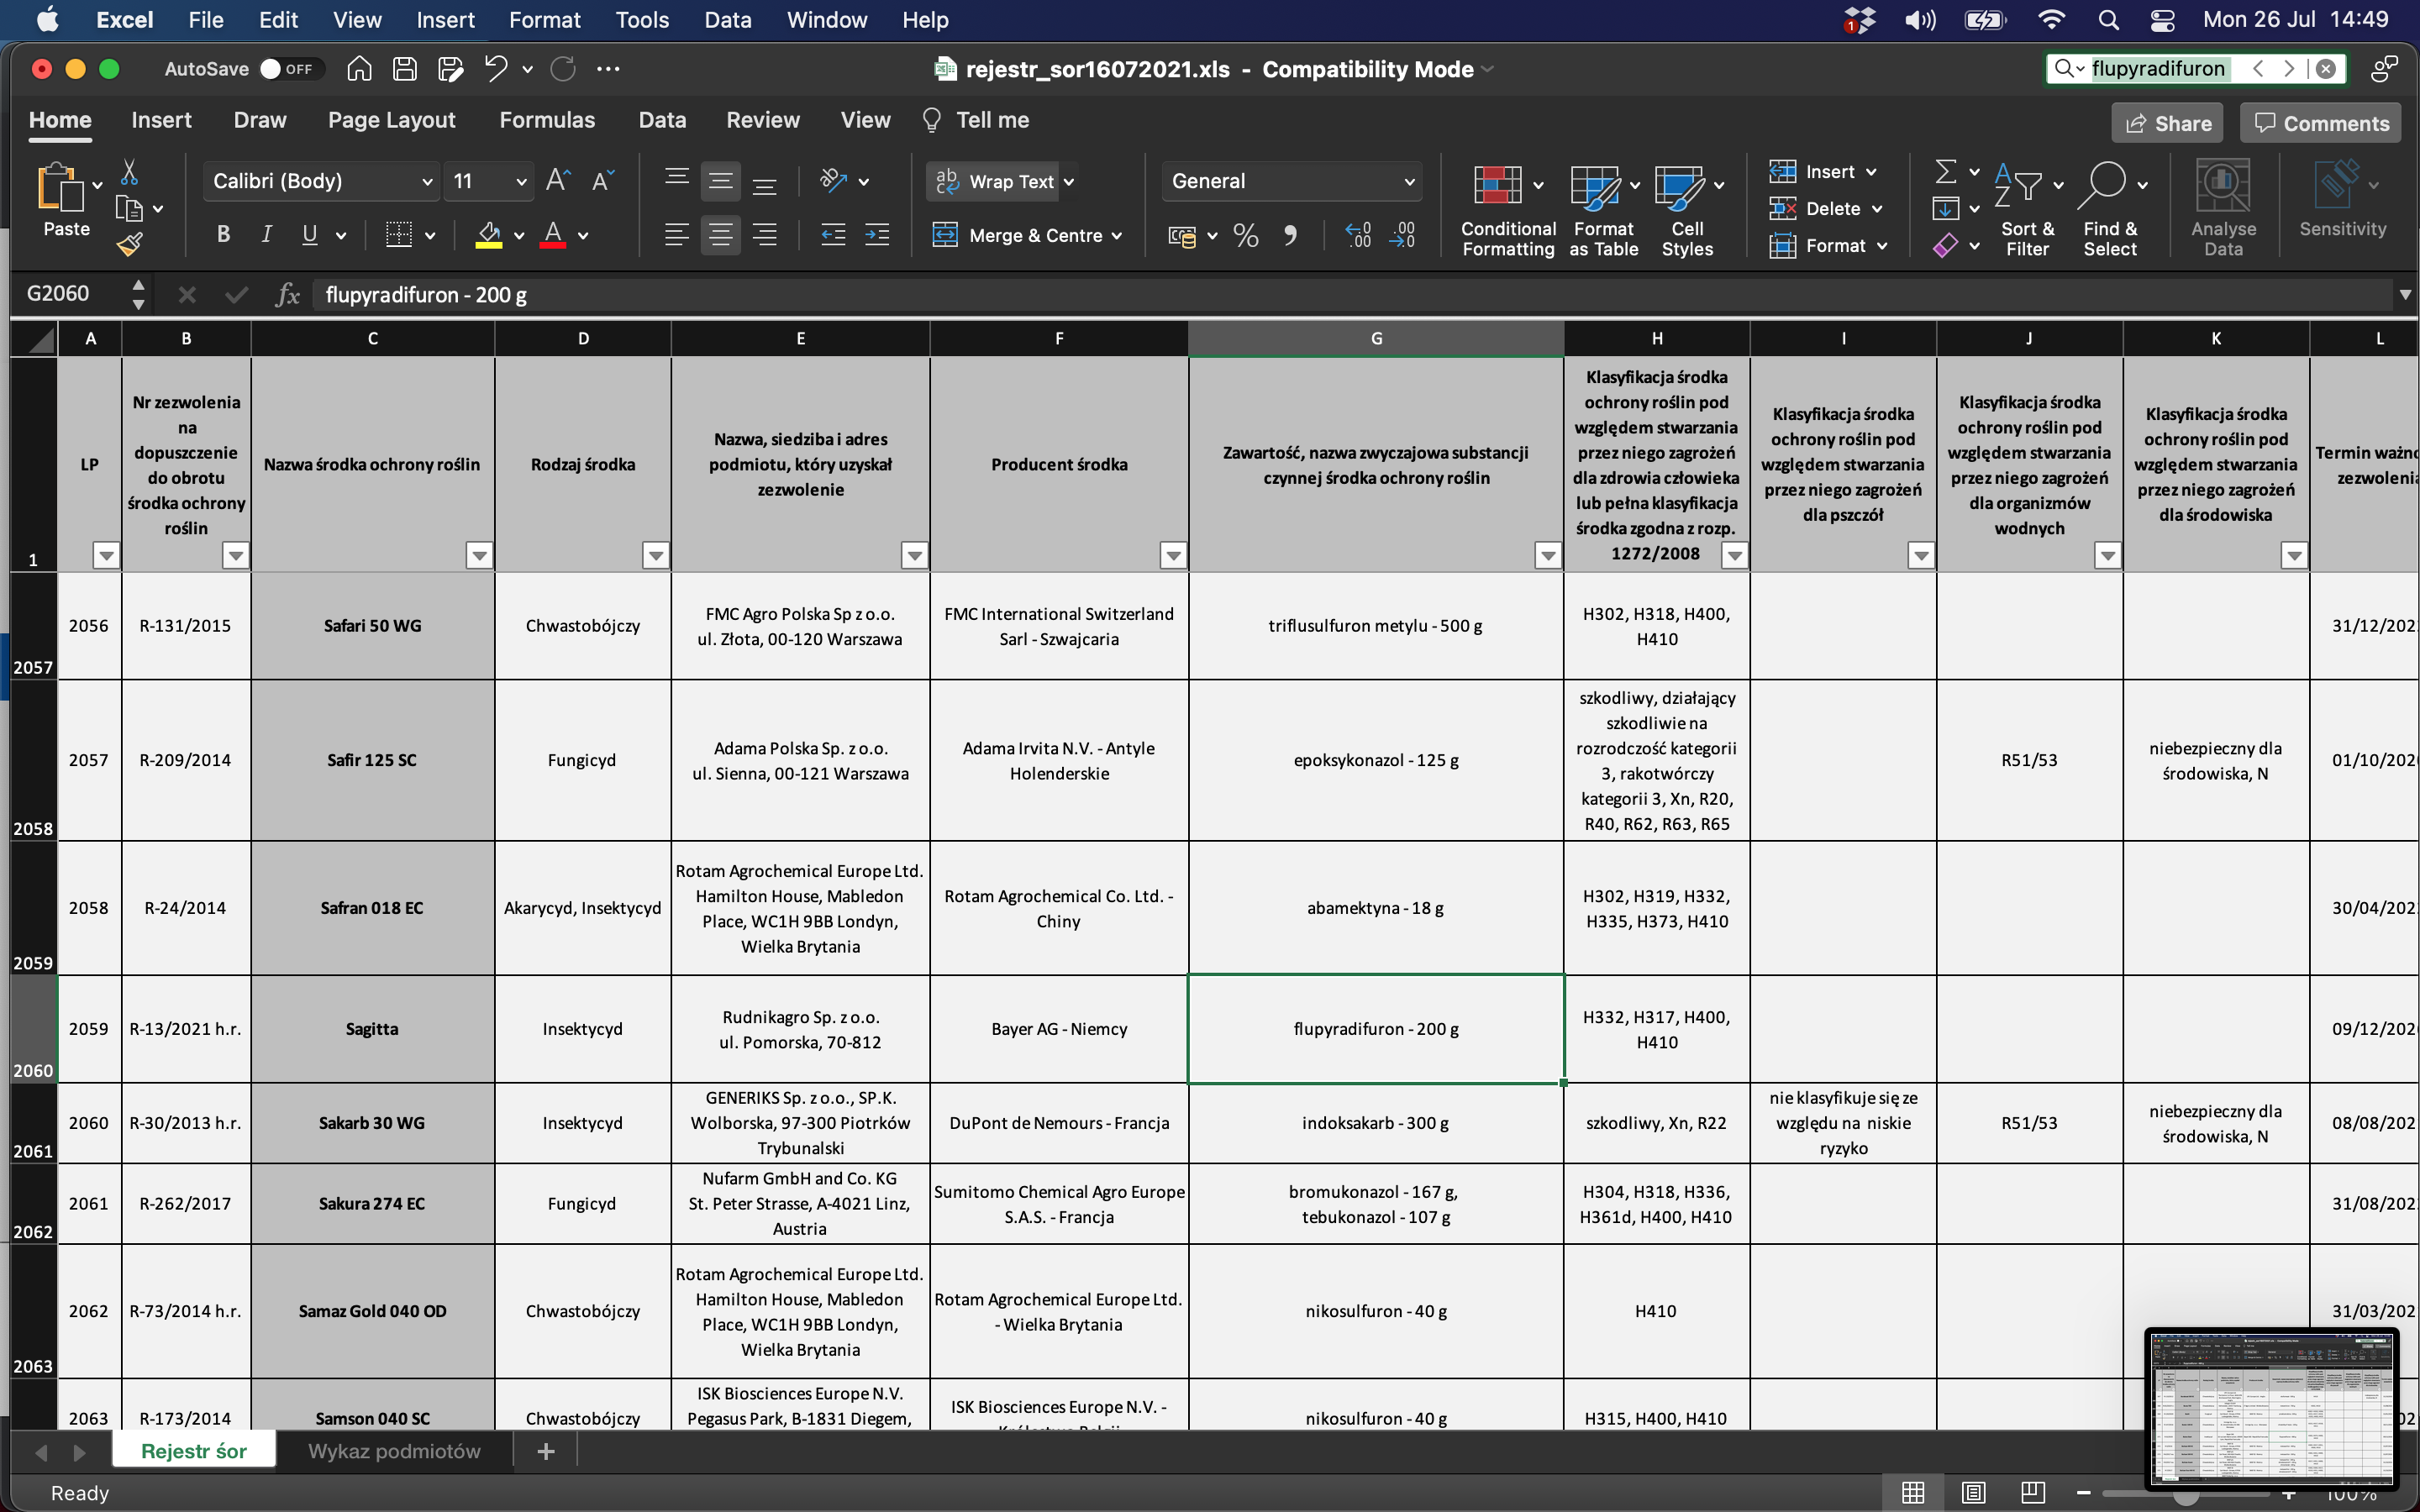 Excel File Edit View Insert Format Tools Data Window Help
1 Mon 26 Jul 14:49
AutoSave OFF
rejestr_sor16072021.xls - Compatibility Mode
flupyradifuron
Home Insert Draw Page Layout Formulas Data Review View Tell me
Share Comments
Paste
Calibri (Body) 11
Wrap Text
Merge & Centre
General
Conditional Formatting
Format as Table
Cell Styles
Insert
Delete
Format
Sort & Filter
Find & Select
Analyse Data
Sensitivity
G2060 fx flupyradifuron - 200 g
A B C D E F G H I J K L
1
LP
Nr zezwolenia
na
dopuszczenie
do obrotu
środka ochrony
roślin
Nazwa środka ochrony roślin
Rodzaj środka
Nazwa, siedziba i adres
podmiotu, który uzyskał
zezwolenie
Producent środka
Zawartość, nazwa zwyczajowa substancji
czynnej środka ochrony roślin
Klasyfikacja środka
ochrony roślin pod
względem stwarzania
przez niego zagrożeń
dla zdrowia człowieka
lub pełna klasyfikacja
środka zgodna z rozp.
1272/2008
Klasyfikacja środka
ochrony roślin pod
względem stwarzania
przez niego zagrożeń
dla pszczół
Klasyfikacja środka
ochrony roślin pod
względem stwarzania
przez niego zagrożeń
dla organizmów
wodnych
Klasyfikacja środka
ochrony roślin pod
względem stwarzania
przez niego zagrożeń
dla środowiska
Termin ważno
zezwolenia
2057
2056
R-131/2015
Safari 50 WG
Chwastobójczy
FMC Agro Polska Sp z o.o.
ul. Złota, 00-120 Warszawa
FMC International Switzerland
Sarl - Szwajcaria
triflusulfuron metylu - 500 g
H302, H318, H400,
H410
31/12/202
2058
2057
R-209/2014
Safir 125 SC
Fungicyd
Adama Polska Sp. z o.o.
ul. Sienna, 00-121 Warszawa
Adama Irvita N.V. - Antyle
Holenderskie
epoksykonazol - 125 g
szkodliwy, działający
szkodliwie na
rozrodczość kategorii
3, rakotwórczy
kategorii 3, Xn, R20,
R40, R62, R63, R65
R51/53
niebezpieczny dla
środowiska, N
01/10/202
2059
2058
R-24/2014
Safran 018 EC
Akarycyd, Insektycyd
Rotam Agrochemical Europe Ltd.
Hamilton House, Mabledon
Place, WC1H 9BB Londyn,
Wielka Brytania
Rotam Agrochemical Co. Ltd. -
Chiny
abamektyna - 18 g
H302, H319, H332,
H335, H373, H410
30/04/202
2060
2059
R-13/2021 h.r.
Sagitta
Insektycyd
Rudnikagro Sp. z o.o.
ul. Pomorska, 70-812
Bayer AG - Niemcy
flupyradifuron - 200 g
H332, H317, H400,
H410
09/12/202
2061
2060
R-30/2013 h.r.
Sakarb 30 WG
Insektycyd
GENERIKS Sp. z o.o., SP.K.
Wolborska, 97-300 Piotrków
Trybunalski
DuPont de Nemours - Francja
indoksakarb - 300 g
szkodliwy, Xn, R22
nie klasyfikuje się ze
względu na niskie
ryzyko
R51/53
niebezpieczny dla
środowiska, N
08/08/202
2062
2061
R-262/2017
Sakura 274 EC
Fungicyd
Nufarm GmbH and Co. KG
St. Peter Strasse, A-4021 Linz,
Austria
Sumitomo Chemical Agro Europe
S.A.S. - Francja
bromukonazol - 167 g,
tebukonazol - 107 g
H304, H318, H336,
H361d, H400, H410
31/08/202
2063
2062
R-73/2014 h.r.
Samaz Gold 040 OD
Chwastobójczy
Rotam Agrochemical Europe Ltd.
Hamilton House, Mabledon
Place, WC1H 9BB Londyn,
Wielka Brytania
Rotam Agrochemical Europe Ltd.
- Wielka Brytania
nikosulfuron - 40 g
H410
31/03/202
2063
R-173/2014
Samson 040 SC
Chwastobójczy
ISK Biosciences Europe N.V.
Pegasus Park, B-1831 Diegem,
ISK Biosciences Europe N.V. -
nikosulfuron - 40 g
H315, H400, H410
Rejestr śor Wykaz podmiotów +
Ready
100%